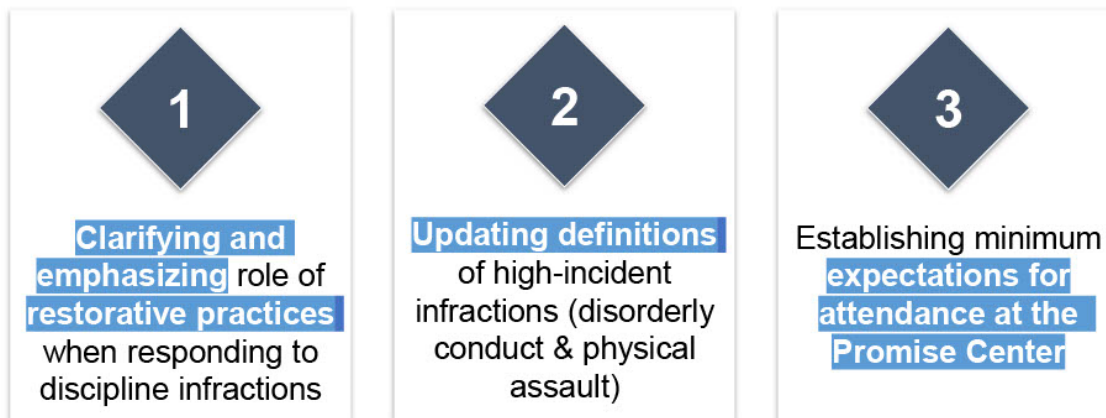 1
Clarifying and
emphasizing role of
restorative practices
when responding to
discipline infractions
2
Updating definitions
of high-incident
infractions (disorderly
conduct & physical
assault)
3
Establishing minimum
expectations for
attendance at the
Promise Center